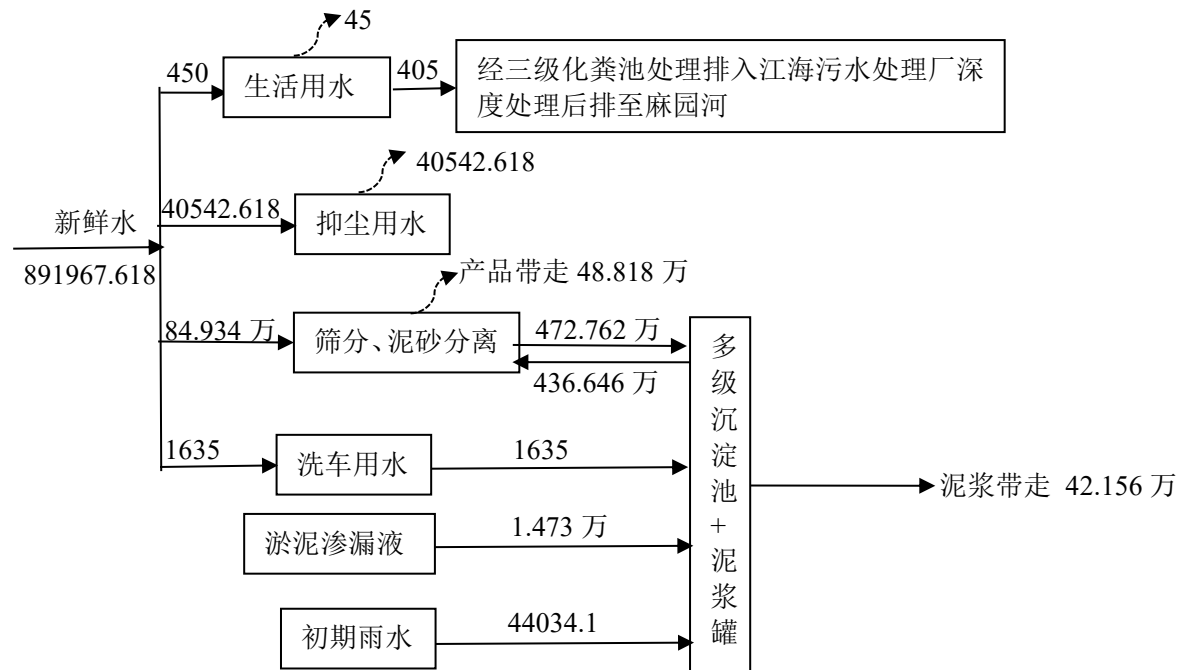 45
450
生活用水
405
经三级化粪池处理排入江海污水处理厂深
度处理后排至麻园河
40542.618
新鲜水
891967.618
40542.618
抑尘用水
产品带走 48.818 万
84.934 万
筛分、泥砂分离
472.762 万
436.646 万
1635
洗车用水
1635
淤泥渗漏液
1.473 万
初期雨水
44034.1
多
级
沉
淀
池
+
泥
浆
罐
泥浆带走 42.156 万